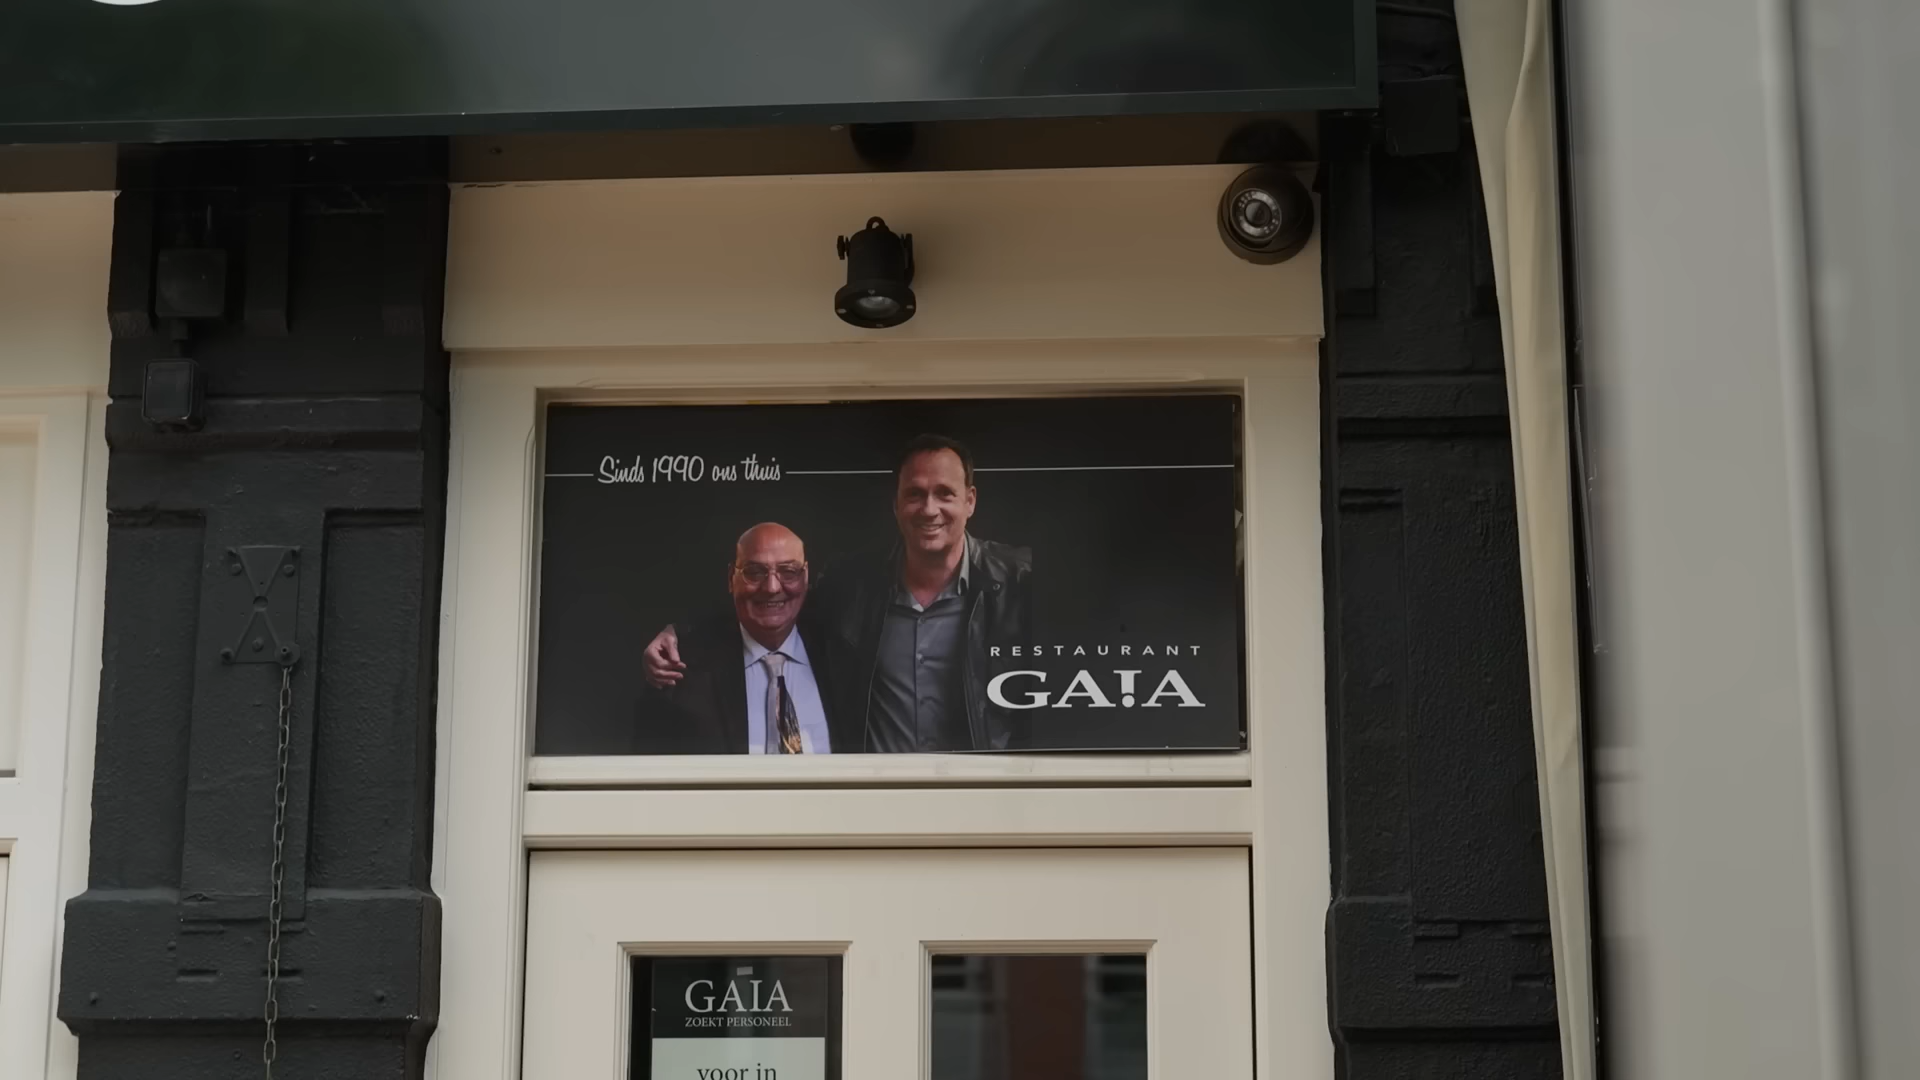 Sinds 1990 ons thuis
RESTAURANT
GA!A
GAIA
ZOEKT PERSONEEL
voor in